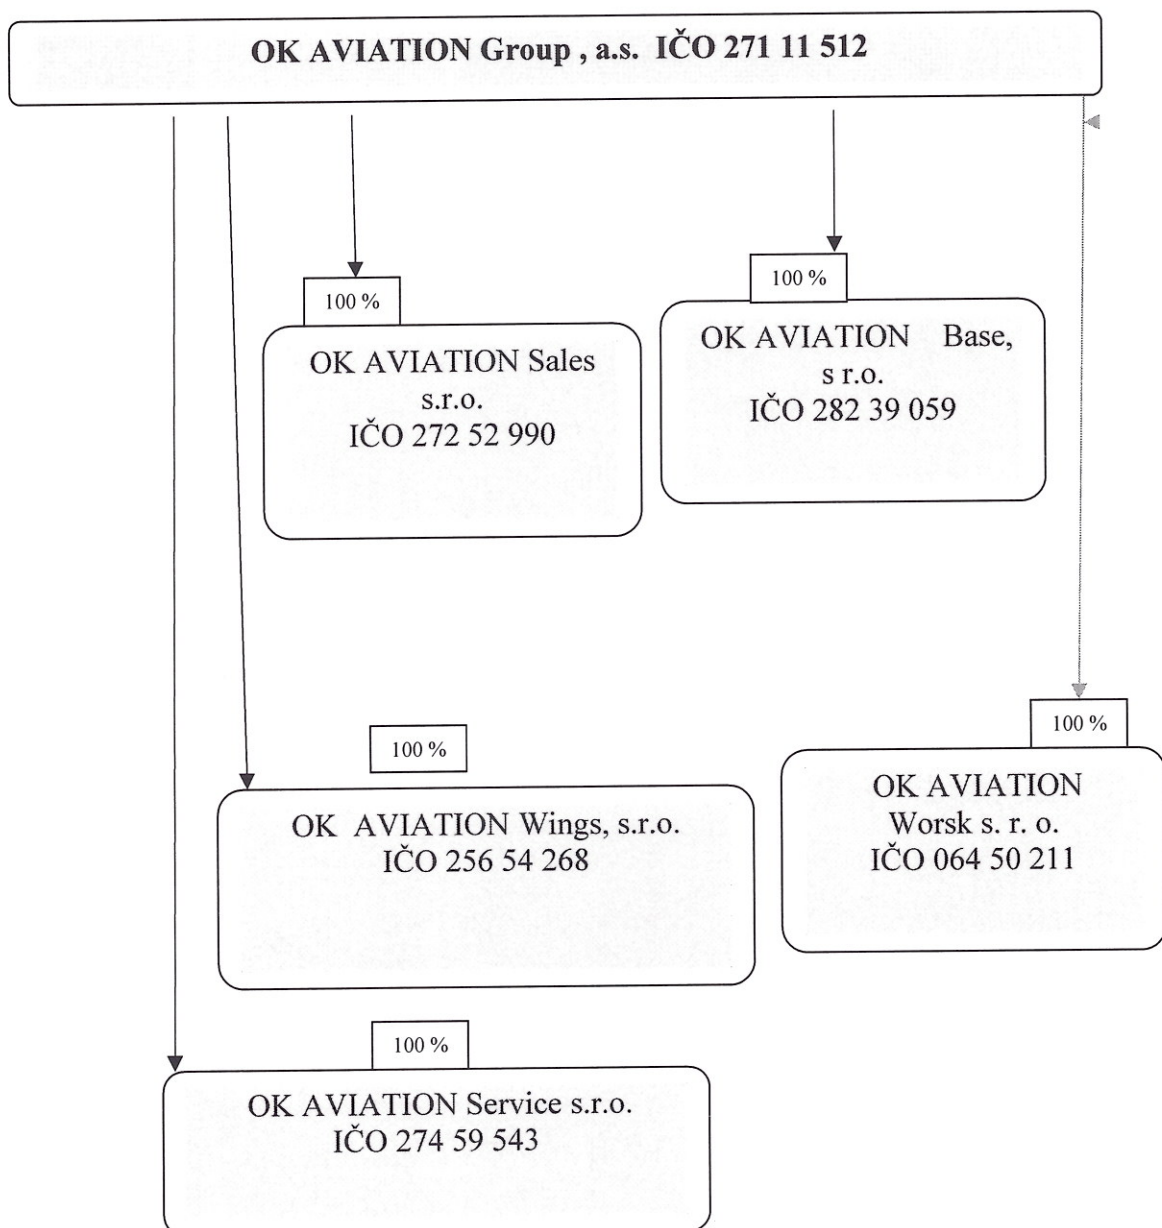 OK AVIATION Group , a.s. IČO 271 11 512
100 %
OK AVIATION Sales
s.r.o.
IČO 272 52 990
100 %
OK AVIATION Base,
s r.o.
IČO 282 39 059
100 %
OK AVIATION Wings, s.r.o.
IČO 256 54 268
100 %
OK AVIATION
Worsk s. r. o.
IČO 064 50 211
100 %
OK AVIATION Service s.r.o.
IČO 274 59 543